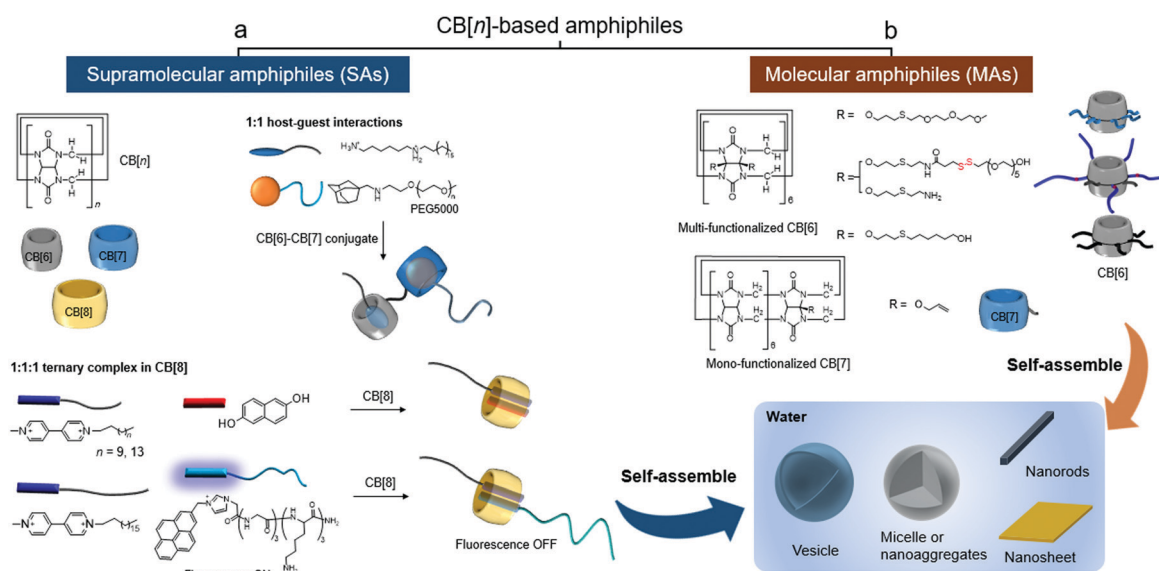 CB[n]-based amphiphiles
a
b
Supramolecular amphiphiles (SAs)
Molecular amphiphiles (MAs)
CB[n]
CB[6]
CB[7]
CB[8]
1:1 host-guest interactions
PEG5000
CB[6]-CB[7] conjugate
1:1:1 ternary complex in CB[8]
n = 9, 13
HO
OH
CB[8]
CB[8]
Fluorescence OFF
Self-assemble
Multi-functionalized CB[6]
R =
R =
R =
OH
CB[6]
Mono-functionalized CB[7]
R =
CB[7]
Self-assemble
Water
Vesicle
Micelle or
nanoaggregates
Nanorods
Nanosheet